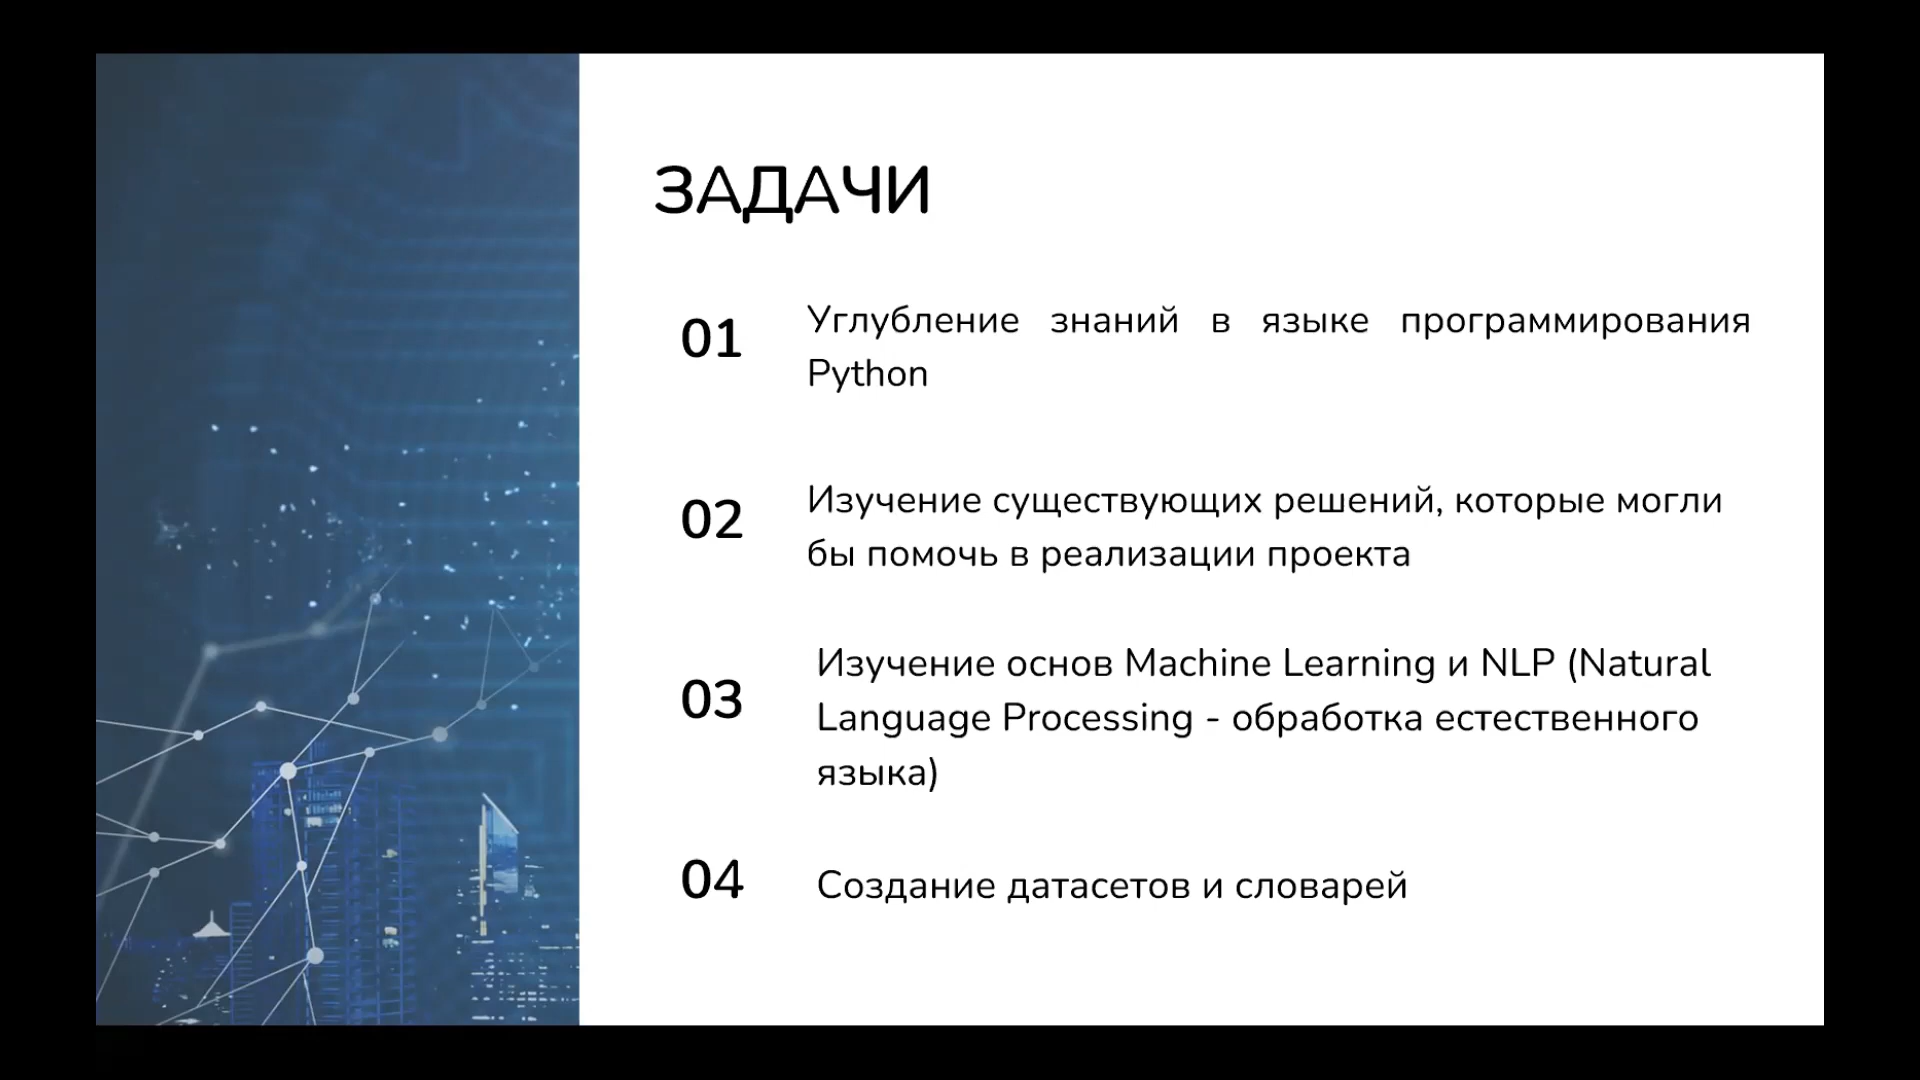 ЗАДАЧИ
01
Углубление знаний в языке программирования
Python
02
Изучение существующих решений, которые могли
бы помочь в реализации проекта
03
Изучение основ Machine Learning и NLP (Natural
Language Processing - обработка естественного
языка)
04
Создание датасетов и словарей